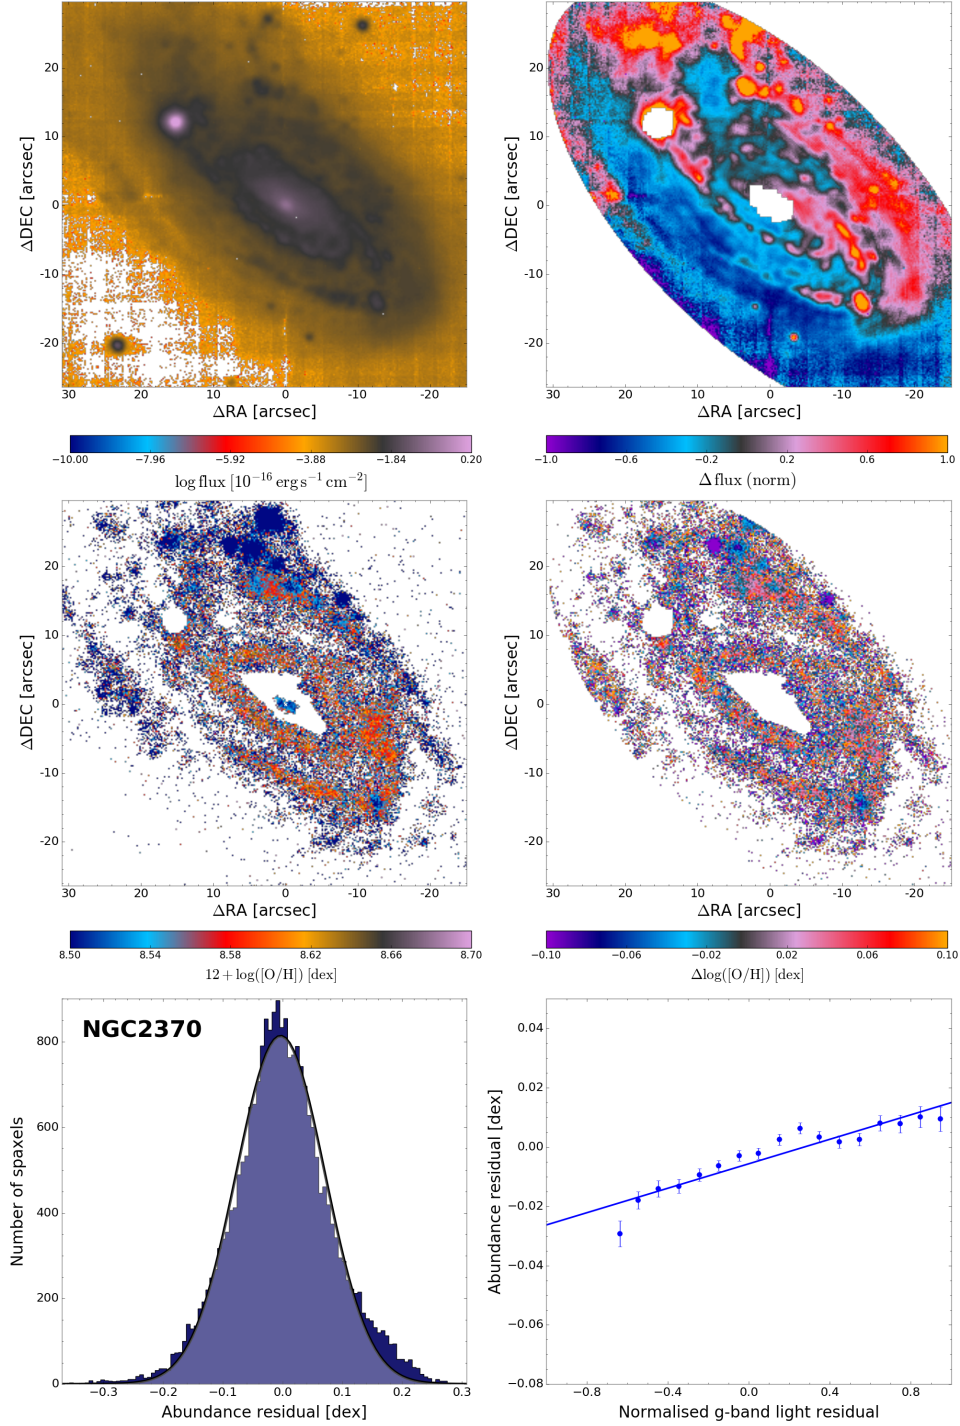 20
10
0
-10
-20
ΔDEC [arcsec]
30 20 10 0 -10 -20
ΔRA [arcsec]
−10.00 −7.96 −5.92 −3.88 −1.84 0.20
log flux [10⁻¹⁶ erg s⁻¹ cm⁻²]
20
10
0
-10
-20
ΔDEC [arcsec]
30 20 10 0 -10 -20
ΔRA [arcsec]
−1.0 −0.6 −0.2 0.2 0.6 1.0
Δ flux (norm)
20
10
0
-10
-20
ΔDEC [arcsec]
30 20 10 0 -10 -20
ΔRA [arcsec]
8.50 8.54 8.58 8.62 8.66 8.70
12 + log([O/H]) [dex]
20
10
0
-10
-20
ΔDEC [arcsec]
30 20 10 0 -10 -20
ΔRA [arcsec]
−0.10 −0.06 −0.02 0.02 0.06 0.10
Δlog([O/H]) [dex]
NGC2370
800
600
400
200
0
Number of spaxels
−0.3 −0.2 −0.1 0.0 0.1 0.2 0.3
Abundance residual [dex]
0.04
0.02
0.00
−0.02
−0.04
−0.06
−0.08
Abundance residual [dex]
−0.8 −0.4 0.0 0.4 0.8
Normalised g-band light residual